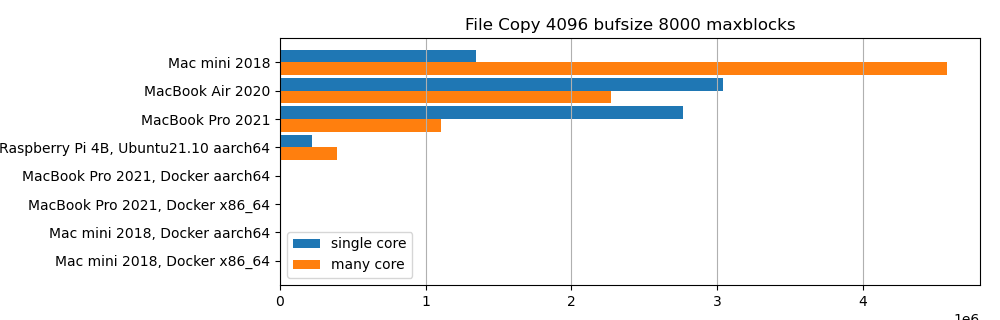 File Copy 4096 bufsize 8000 maxblocks
Mac mini 2018
MacBook Air 2020
MacBook Pro 2021
Raspberry Pi 4B, Ubuntu21.10 aarch64
MacBook Pro 2021, Docker aarch64
MacBook Pro 2021, Docker x86_64
Mac mini 2018, Docker aarch64
Mac mini 2018, Docker x86_64
single core
many core
0 1 2 3 4
1e6